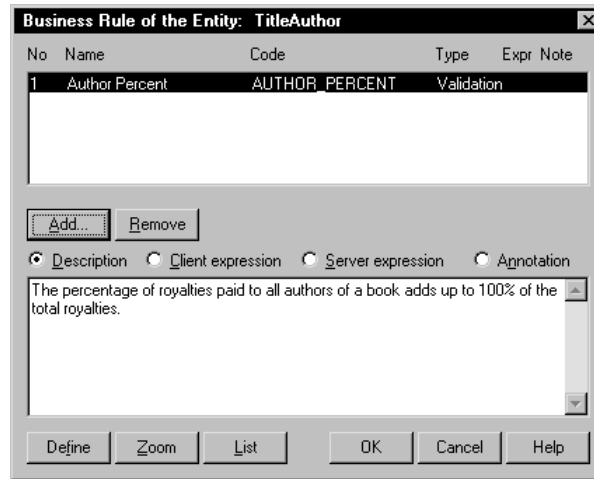 Business Rule of the Entity: TitleAuthor
No Name Code Type Expr Note
1 Author Percent AUTHOR_PERCENT Validation
Add... Remove
Description Client expression Server expression Annotation
The percentage of royalties paid to all authors of a book adds up to 100% of the
total royalties.
Define Zoom List OK Cancel Help